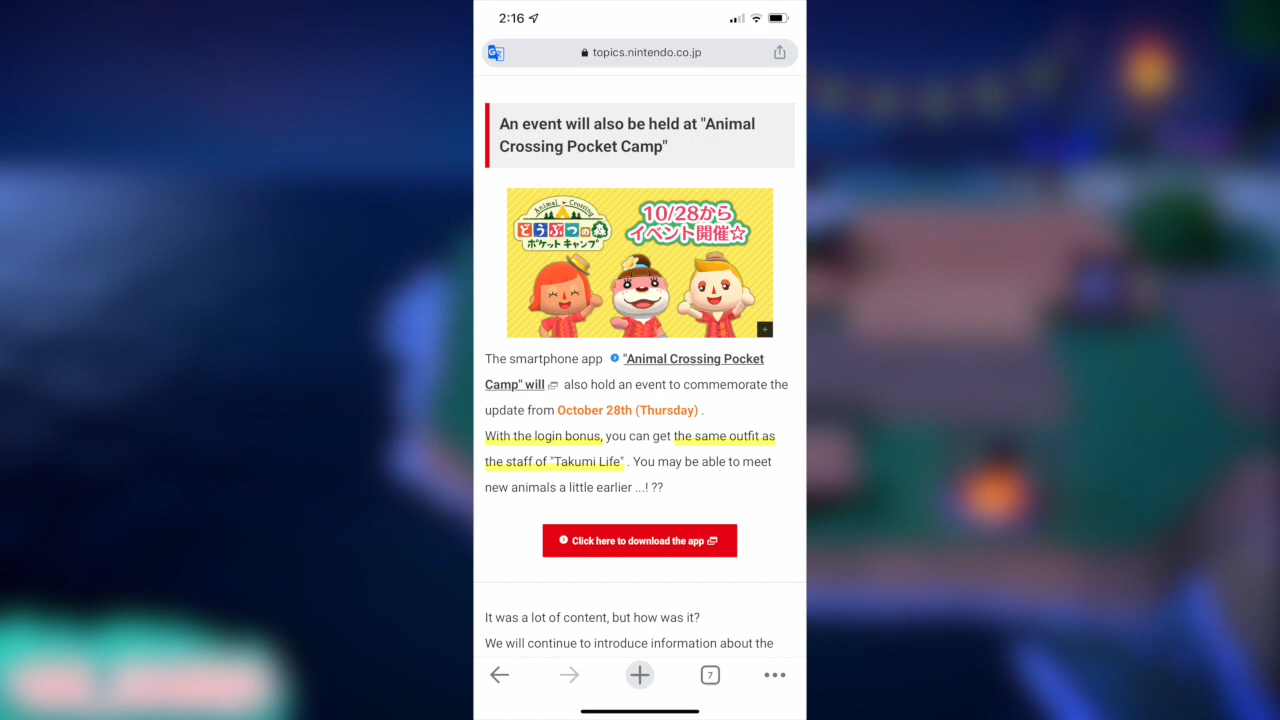 2:16
topics.nintendo.co.jp
An event will also be held at "Animal
Crossing Pocket Camp"
Animal Crossing
どうぶつの
ポケットキャンプ
10/28から
イベント開催☆
The smartphone app "Animal Crossing Pocket
Camp" will also hold an event to commemorate the
update from October 28th (Thursday) .
With the login bonus, you can get the same outfit as
the staff of "Takumi Life" . You may be able to meet
new animals a little earlier ...! ??
Click here to download the app
It was a lot of content, but how was it?
We will continue to introduce information about the
7